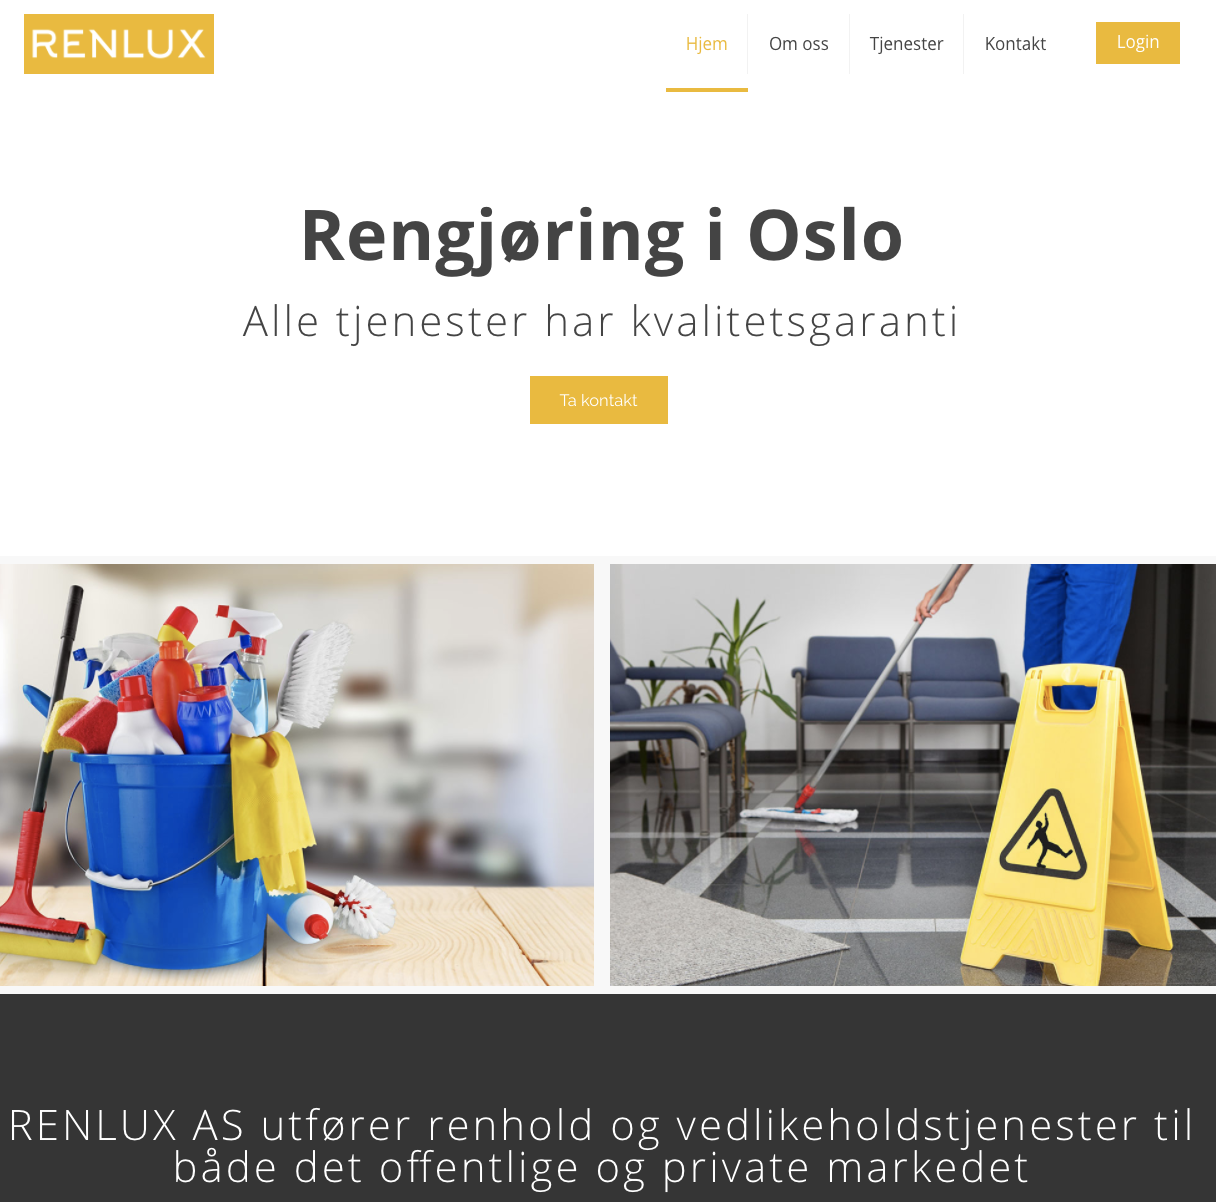 RENLUX
Hjem
Om oss
Tjenester
Kontakt
Login
Rengjøring i Oslo
Alle tjenester har kvalitetsgaranti
Ta kontakt
RENLUX AS utfører renhold og vedlikeholdstjenester til
både det offentlige og private markedet